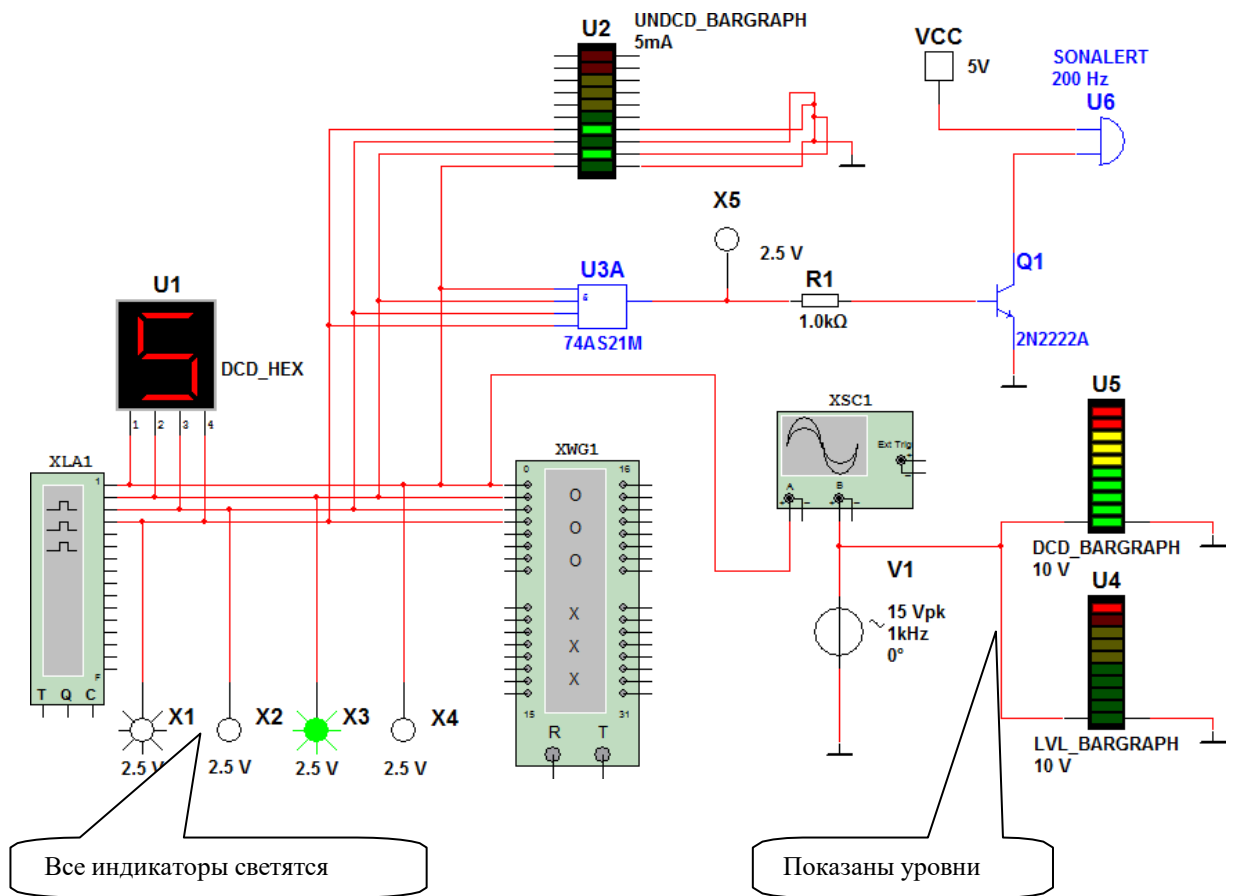 UNDCD_BARGRAPH
U2
5mA
VCC
5V
SONALERT
200 Hz
U6
X5
2.5 V
U1
U3A
&
74AS21M
R1
1.0kΩ
Q1
2N2222A
DCD_HEX
1 2 3 4
XLA1
1
F
T Q C
XWG1
0 16
O
O
O
X
X
X
15 31
R T
XSC1
Ext Trig
+
-
A B
+ - + -
U5
DCD_BARGRAPH
10 V
U4
LVL_BARGRAPH
10 V
V1
15 Vpk
1kHz
0°
X1 X2 X3 X4
2.5 V 2.5 V 2.5 V 2.5 V
Все индикаторы светятся
Показаны уровни